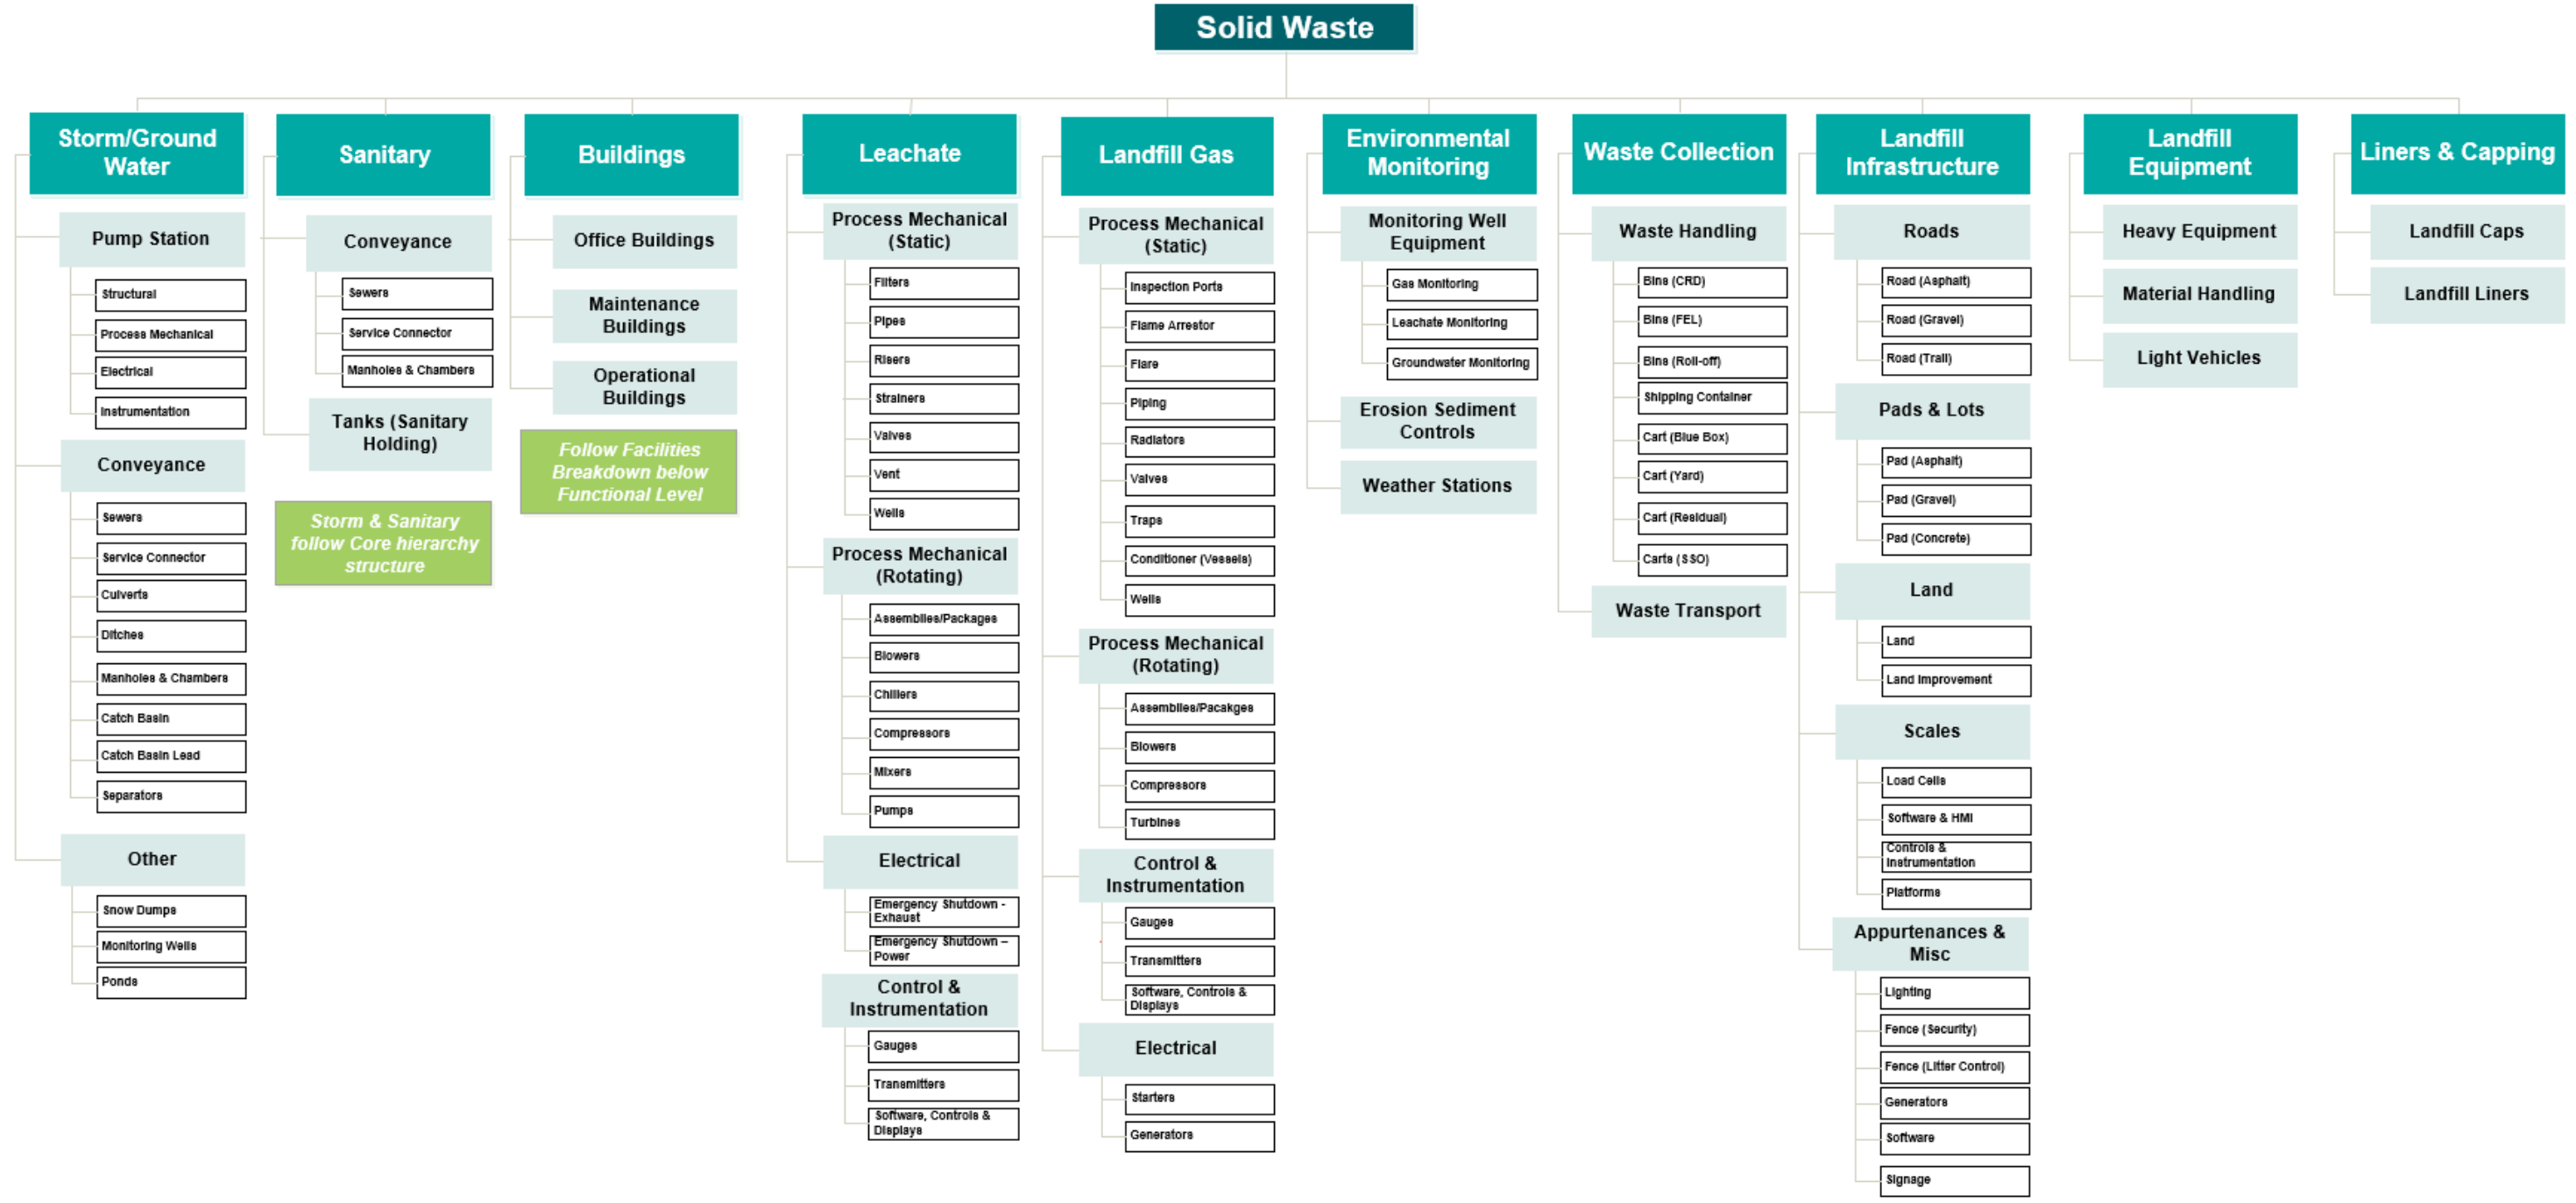 Solid Waste
Storm/Ground
Water
Pump Station
Structural
Process Mechanical
Electrical
Instrumentation
Conveyance
Sewers
Service Connector
Culverts
Ditches
Manholes & Chambers
Catch Basin
Catch Basin Lead
Separators
Other
Snow Dumps
Monitoring Wells
Ponds
Sanitary
Conveyance
Sewers
Service Connector
Manholes & Chambers
Tanks (Sanitary
Holding)
Storm & Sanitary
follow Core hierarchy
structure
Buildings
Office Buildings
Maintenance
Buildings
Operational
Buildings
Follow Facilities
Breakdown below
Functional Level
Leachate
Process Mechanical
(Static)
Filters
Pipes
Risers
Strainers
Valves
Vent
Wells
Process Mechanical
(Rotating)
Assemblies/Packages
Blowers
Chillers
Compressors
Mixers
Pumps
Electrical
Emergency Shutdown -
Exhaust
Emergency Shutdown –
Power
Control &
Instrumentation
Gauges
Transmitters
Software, Controls &
Displays
Landfill Gas
Process Mechanical
(Static)
Inspection Ports
Flame Arrestor
Flare
Piping
Radiators
Valves
Traps
Conditioner (Vessels)
Wells
Process Mechanical
(Rotating)
Assemblies/Pacakges
Blowers
Compressors
Turbines
Control &
Instrumentation
Gauges
Transmitters
Software, Controls &
Displays
Electrical
Starters
Generators
Environmental
Monitoring
Monitoring Well
Equipment
Gas Monitoring
Leachate Monitoring
Groundwater Monitoring
Erosion Sediment
Controls
Weather Stations
Waste Collection
Waste Handling
Bins (CRD)
Bins (FEL)
Bins (Roll-off)
Shipping Container
Cart (Blue Box)
Cart (Yard)
Cart (Residual)
Carts (SSO)
Waste Transport
Landfill
Infrastructure
Roads
Road (Asphalt)
Road (Gravel)
Road (Trail)
Pads & Lots
Pad (Asphalt)
Pad (Gravel)
Pad (Concrete)
Land
Land
Land Improvement
Scales
Load Cells
Software & HMI
Controls &
Instrumentation
Platforms
Appurtenances &
Misc
Lighting
Fence (Security)
Fence (Litter Control)
Generators
Software
Signage
Landfill
Equipment
Heavy Equipment
Material Handling
Light Vehicles
Liners & Capping
Landfill Caps
Landfill Liners